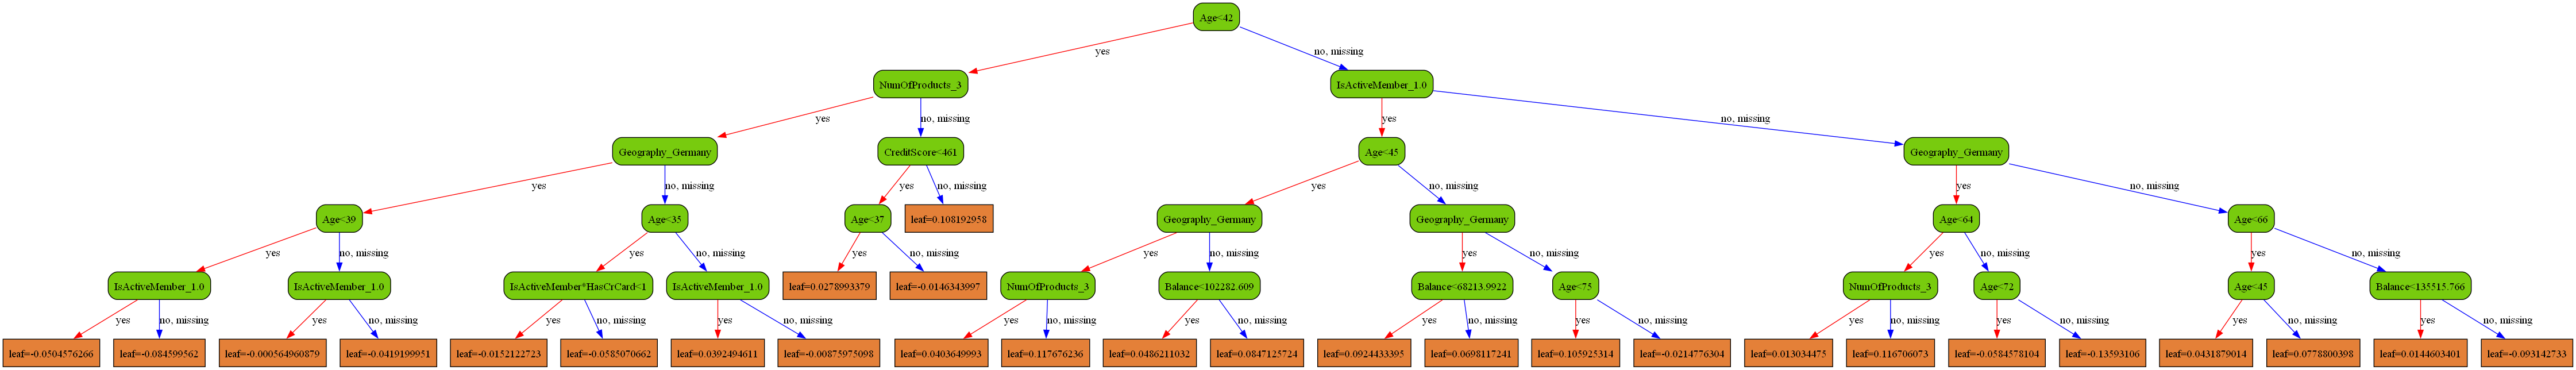 Age<42
yes
no, missing
NumOfProducts_3
IsActiveMember_1.0
yes
no, missing
yes
no, missing
Geography_Germany
CreditScore<461
Age<45
Geography_Germany
yes
no, missing
yes
no, missing
yes
no, missing
yes
no, missing
Age<39
Age<35
Age<37
leaf=0.108192958
Geography_Germany
Geography_Germany
Age<64
Age<66
yes
no, missing
yes
no, missing
yes
no, missing
yes
no, missing
yes
no, missing
yes
no, missing
yes
no, missing
IsActiveMember_1.0
IsActiveMember_1.0
IsActiveMember*HasCrCard<1
IsActiveMember_1.0
leaf=0.0278993379
leaf=-0.0146343997
NumOfProducts_3
Balance<102282.609
Balance<68213.9922
Age<75
NumOfProducts_3
Age<72
Age<45
Balance<135515.766
yes
no, missing
yes
no, missing
yes
no, missing
yes
no, missing
yes
no, missing
yes
no, missing
yes
no, missing
yes
no, missing
yes
no, missing
yes
no, missing
yes
no, missing
yes
no, missing
leaf=-0.0504576266
leaf=-0.084599562
leaf=-0.000564960879
leaf=-0.0419199951
leaf=-0.0152122723
leaf=-0.0585070662
leaf=0.0392494611
leaf=-0.00875975098
leaf=0.0403649993
leaf=0.117676236
leaf=0.0486211032
leaf=0.0847125724
leaf=0.0924433395
leaf=0.0698117241
leaf=0.105925314
leaf=-0.0214776304
leaf=0.013034475
leaf=0.116706073
leaf=-0.0584578104
leaf=-0.13593106
leaf=0.0431879014
leaf=0.0778800398
leaf=0.0144603401
leaf=-0.093142733